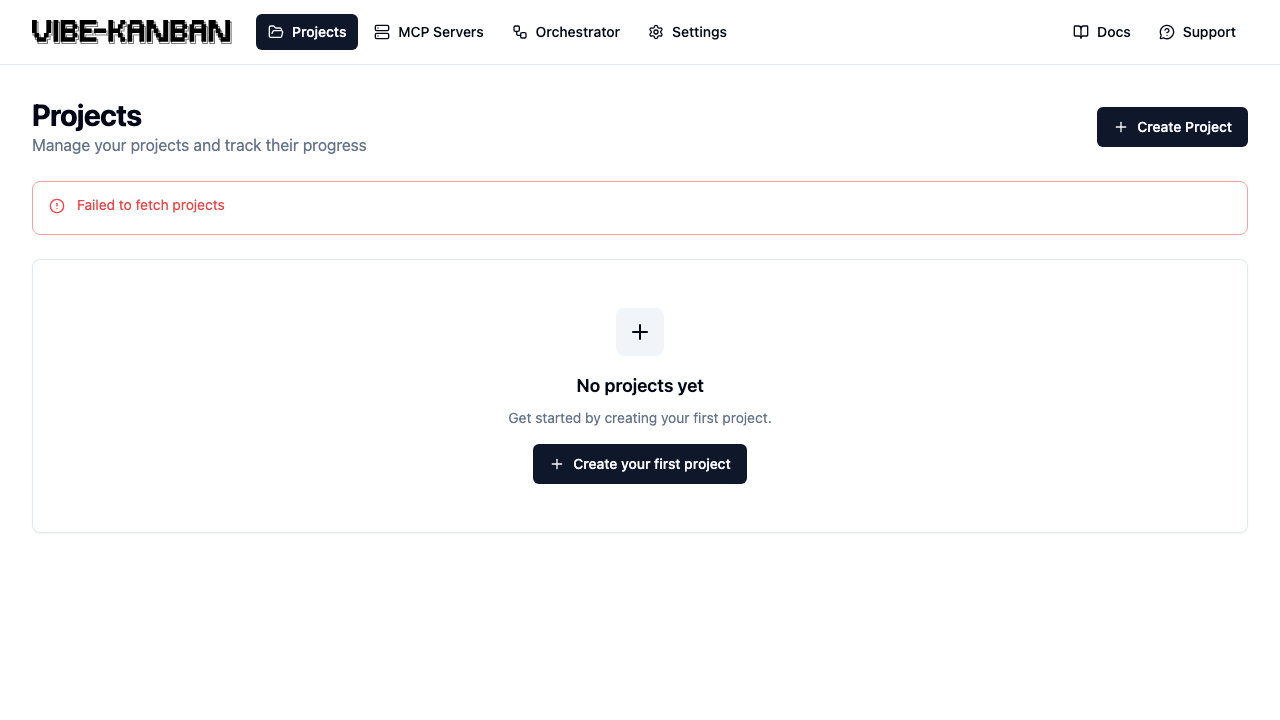 VIBE-KANBAN
Projects
MCP Servers
Orchestrator
Settings
Docs
Support
Projects
Manage your projects and track their progress
Create Project
Failed to fetch projects
No projects yet
Get started by creating your first project.
Create your first project